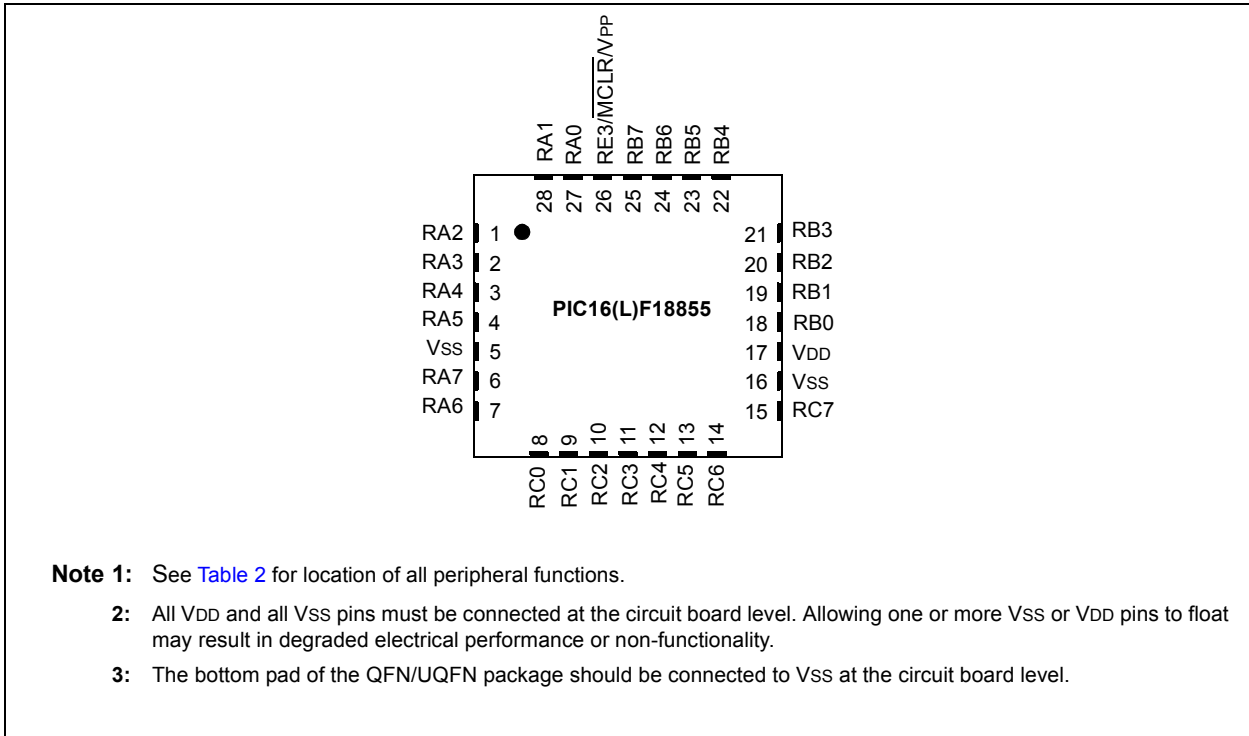 RE3/MCLR/VPP
RA1 RA0 RB7 RB6 RB5 RB4
28 27 26 25 24 23 22
RA2 1 21 RB3
RA3 2 20 RB2
RA4 3 19 RB1
RA5 4 PIC16(L)F18855 18 RB0
VSS 5 17 VDD
RA7 6 16 VSS
RA6 7 15 RC7
8 9 10 11 12 13 14
RC0 RC1 RC2 RC3 RC4 RC5 RC6
Note 1: See Table 2 for location of all peripheral functions.
2: All VDD and all VSS pins must be connected at the circuit board level. Allowing one or more VSS or VDD pins to float
may result in degraded electrical performance or non-functionality.
3: The bottom pad of the QFN/UQFN package should be connected to VSS at the circuit board level.